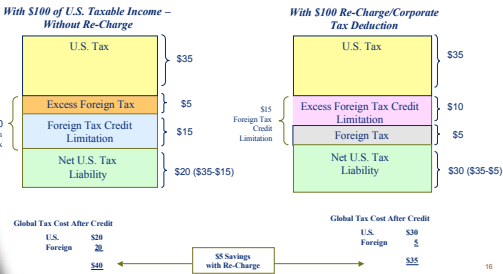 With $100 of U.S. Taxable Income –
Without Re-Charge
U.S. Tax
$35
Excess Foreign Tax
$5
Foreign Tax Credit
Limitation
$15
Net U.S. Tax
Liability
$20 ($35-$15)
Global Tax Cost After Credit
U.S. $20
Foreign 20
$40
With $100 Re-Charge/Corporate
Tax Deduction
U.S. Tax
$35
$15
Foreign Tax
Credit
Limitation
Excess Foreign Tax Credit
Limitation
$10
Foreign Tax
$5
Net U.S. Tax
Liability
$30 ($35-$5)
Global Tax Cost After Credit
U.S. $30
Foreign 5
$35
$5 Savings
with Re-Charge
16